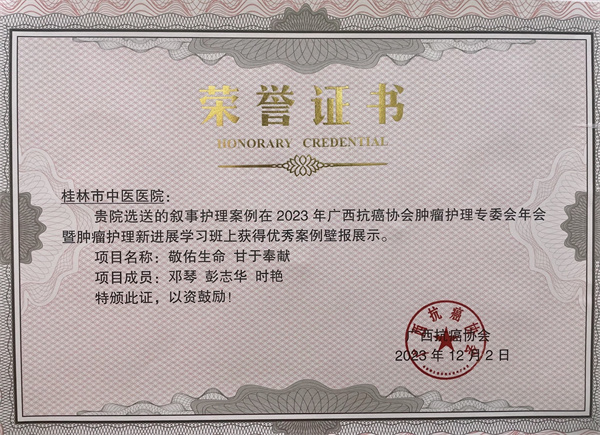 荣誉证书
HONORARY CREDENTIAL
桂林市中医医院：
贵院选送的叙事护理案例在2023年广西抗癌协会肿瘤护理专委会年会
暨肿瘤护理新进展学习班上获得优秀案例壁报展示。
项目名称：敬佑生命 甘于奉献
项目成员：邓琴 彭志华 时艳
特颁此证，以资鼓励！
广西抗癌协会
广西抗癌协会
2023年12月2日